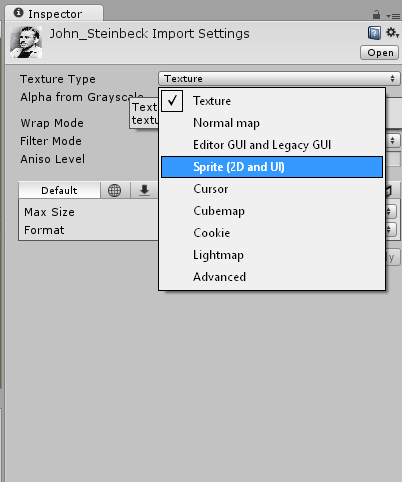 Inspector
John_Steinbeck Import Settings
Open
Texture Type
Texture
Alpha from Grayscale
Wrap Mode
Filter Mode
Aniso Level
Texture
Normal map
Editor GUI and Legacy GUI
Sprite (2D and UI)
Cursor
Cubemap
Cookie
Lightmap
Advanced
Default
Max Size
Format